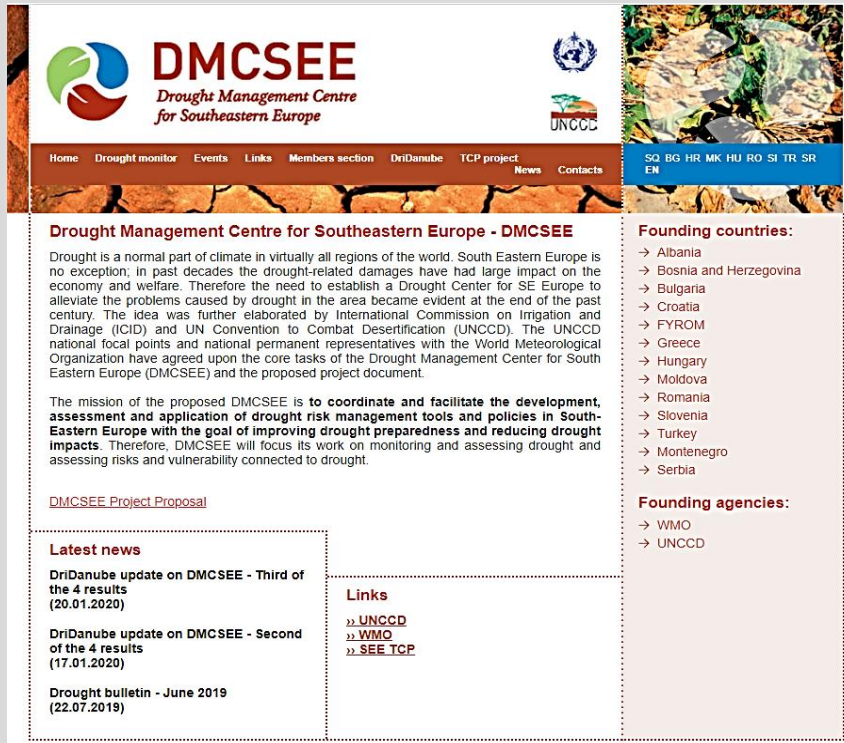 DMCSEE
Drought Management Centre
for Southeastern Europe
UNCCD
Home Drought monitor Events Links Members section DriDanube TCP project
News Contacts
SQ BG HR MK HU RO SI TR SR
EN
Drought Management Centre for Southeastern Europe - DMCSEE
Drought is a normal part of climate in virtually all regions of the world. South Eastern Europe is
no exception; in past decades the drought-related damages have had large impact on the
economy and welfare. Therefore the need to establish a Drought Center for SE Europe to
alleviate the problems caused by drought in the area became evident at the end of the past
century. The idea was further elaborated by International Commission on Irrigation and
Drainage (ICID) and UN Convention to Combat Desertification (UNCCD). The UNCCD
national focal points and national permanent representatives with the World Meteorological
Organization have agreed upon the core tasks of the Drought Management Center for South
Eastern Europe (DMCSEE) and the proposed project document.
The mission of the proposed DMCSEE is to coordinate and facilitate the development,
assessment and application of drought risk management tools and policies in South-
Eastern Europe with the goal of improving drought preparedness and reducing drought
impacts. Therefore, DMCSEE will focus its work on monitoring and assessing drought and
assessing risks and vulnerability connected to drought.
DMCSEE Project Proposal
Latest news
DriDanube update on DMCSEE - Third of
the 4 results
(20.01.2020)
DriDanube update on DMCSEE - Second
of the 4 results
(17.01.2020)
Drought bulletin - June 2019
(22.07.2019)
Links
›› UNCCD
›› WMO
›› SEE TCP
Founding countries:
→ Albania
→ Bosnia and Herzegovina
→ Bulgaria
→ Croatia
→ FYROM
→ Greece
→ Hungary
→ Moldova
→ Romania
→ Slovenia
→ Turkey
→ Montenegro
→ Serbia
Founding agencies:
→ WMO
→ UNCCD